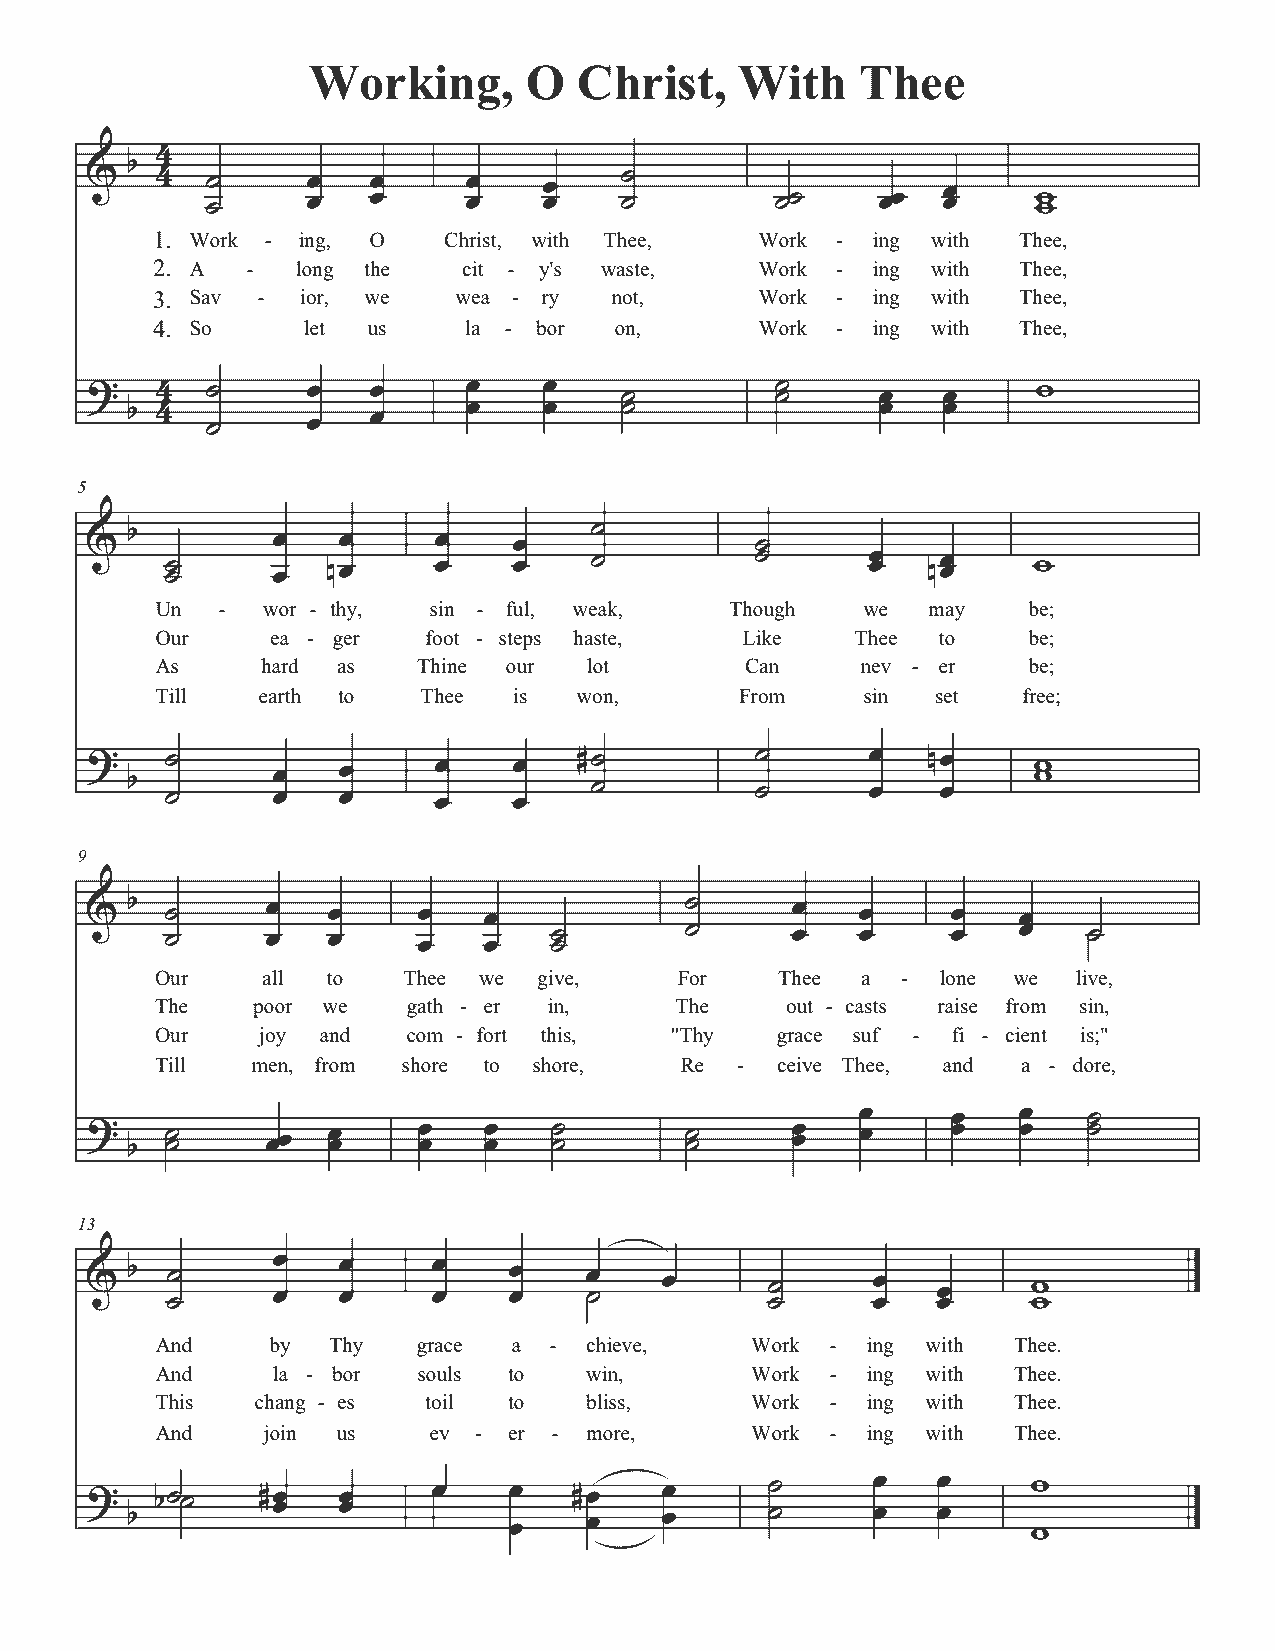 Working, O Christ, With Thee
4 4
1. Work - ing, O Christ, with Thee, Work - ing with Thee,
2. A - long the cit - y's waste, Work - ing with Thee,
3. Sav - ior, we wea - ry not, Work - ing with Thee,
4. So let us la - bor on, Work - ing with Thee,
4 4
5
Un - wor - thy, sin - ful, weak, Though we may be;
Our ea - ger foot - steps haste, Like Thee to be;
As hard as Thine our lot Can nev - er be;
Till earth to Thee is won, From sin set free;
9
Our all to Thee we give, For Thee a - lone we live,
The poor we gath - er in, The out - casts raise from sin,
Our joy and com - fort this, "Thy grace suf - fi - cient is;"
Till men, from shore to shore, Re - ceive Thee, and a - dore,
13
And by Thy grace a - chieve, Work - ing with Thee.
And la - bor souls to win, Work - ing with Thee.
This chang - es toil to bliss, Work - ing with Thee.
And join us ev - er - more, Work - ing with Thee.